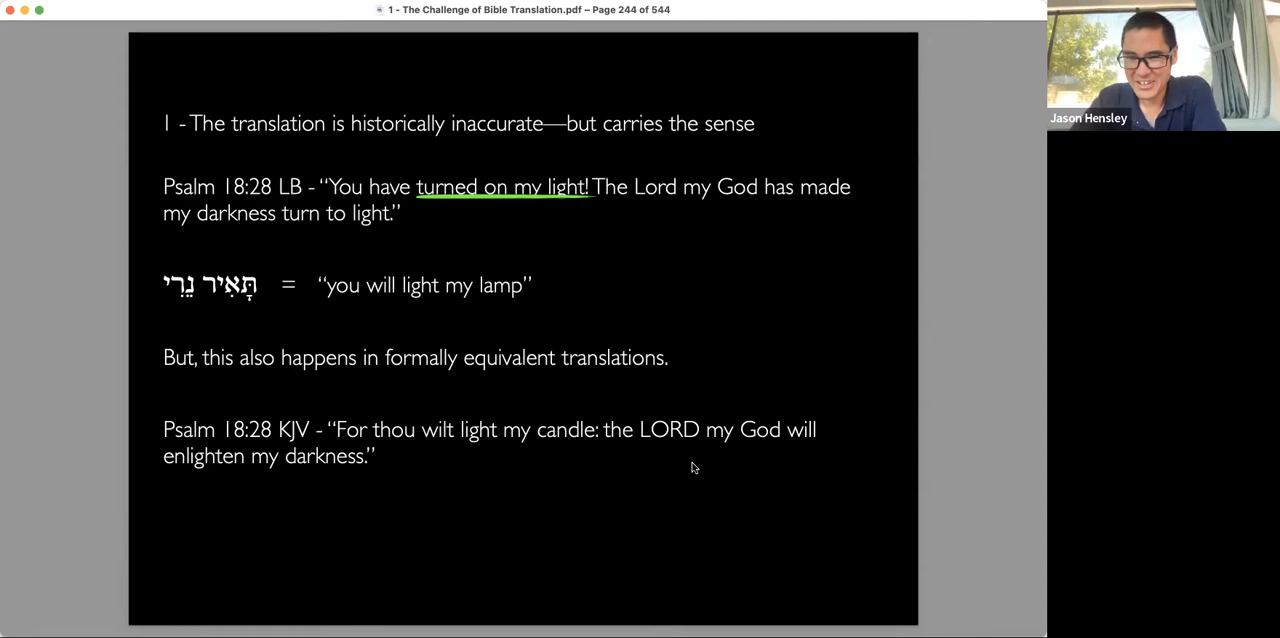 1 - The Challenge of Bible Translation.pdf – Page 244 of 544
Jason Hensley
1 - The translation is historically inaccurate—but carries the sense
Psalm 18:28 LB - “You have turned on my light! The Lord my God has made
my darkness turn to light.”
תָּאִיר נֵרִי = “you will light my lamp”
But, this also happens in formally equivalent translations.
Psalm 18:28 KJV - “For thou wilt light my candle: the LORD my God will
enlighten my darkness.”